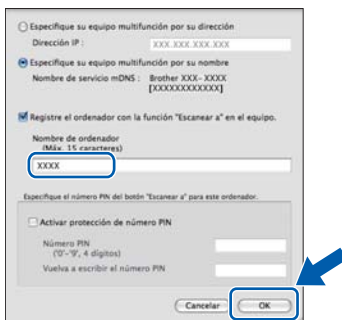 Especifique su equipo multifunción por su dirección
Dirección IP :
XXX.XXX.XXX.XXX
Especifique su equipo multifunción por su nombre
Nombre de servicio mDNS : Brother XXX- XXXX
[XXXXXXXXXXXX]
Registre el ordenador con la función "Escanear a" en el equipo.
Nombre de ordenador
(Máx. 15 caracteres)
XXXX
Especifique el número PIN del botón "Escanear a" para este ordenador.
Activar protección de número PIN
Número PIN
('0'-'9', 4 dígitos)
Vuelva a escribir el número PIN
Cancelar
OK